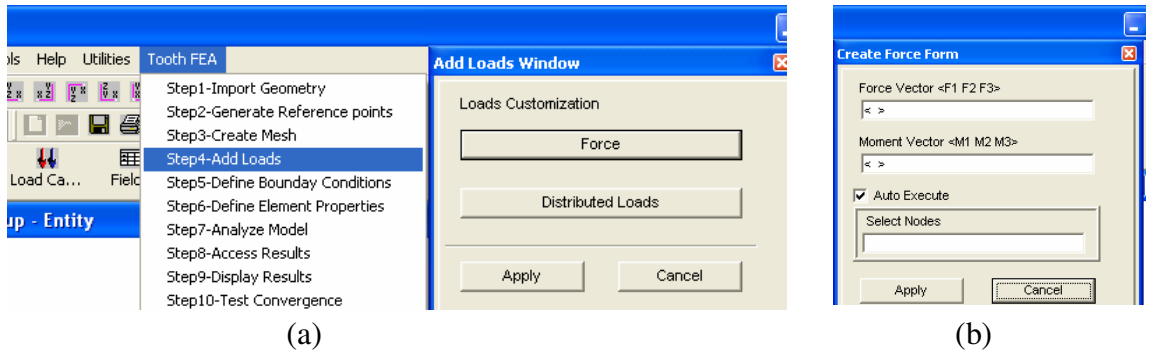 Help Utilities Tooth FEA
Step1-Import Geometry
Step2-Generate Reference points
Step3-Create Mesh
Step4-Add Loads
Step5-Define Bounday Conditions
Step6-Define Element Properties
Step7-Analyze Model
Step8-Access Results
Step9-Display Results
Step10-Test Convergence
Load Ca...
up - Entity
Add Loads Window
Loads Customization
Force
Distributed Loads
Apply Cancel
(a)
Create Force Form
Force Vector <F1 F2 F3>
< >
Moment Vector <M1 M2 M3>
< >
Auto Execute
Select Nodes
Apply Cancel
(b)